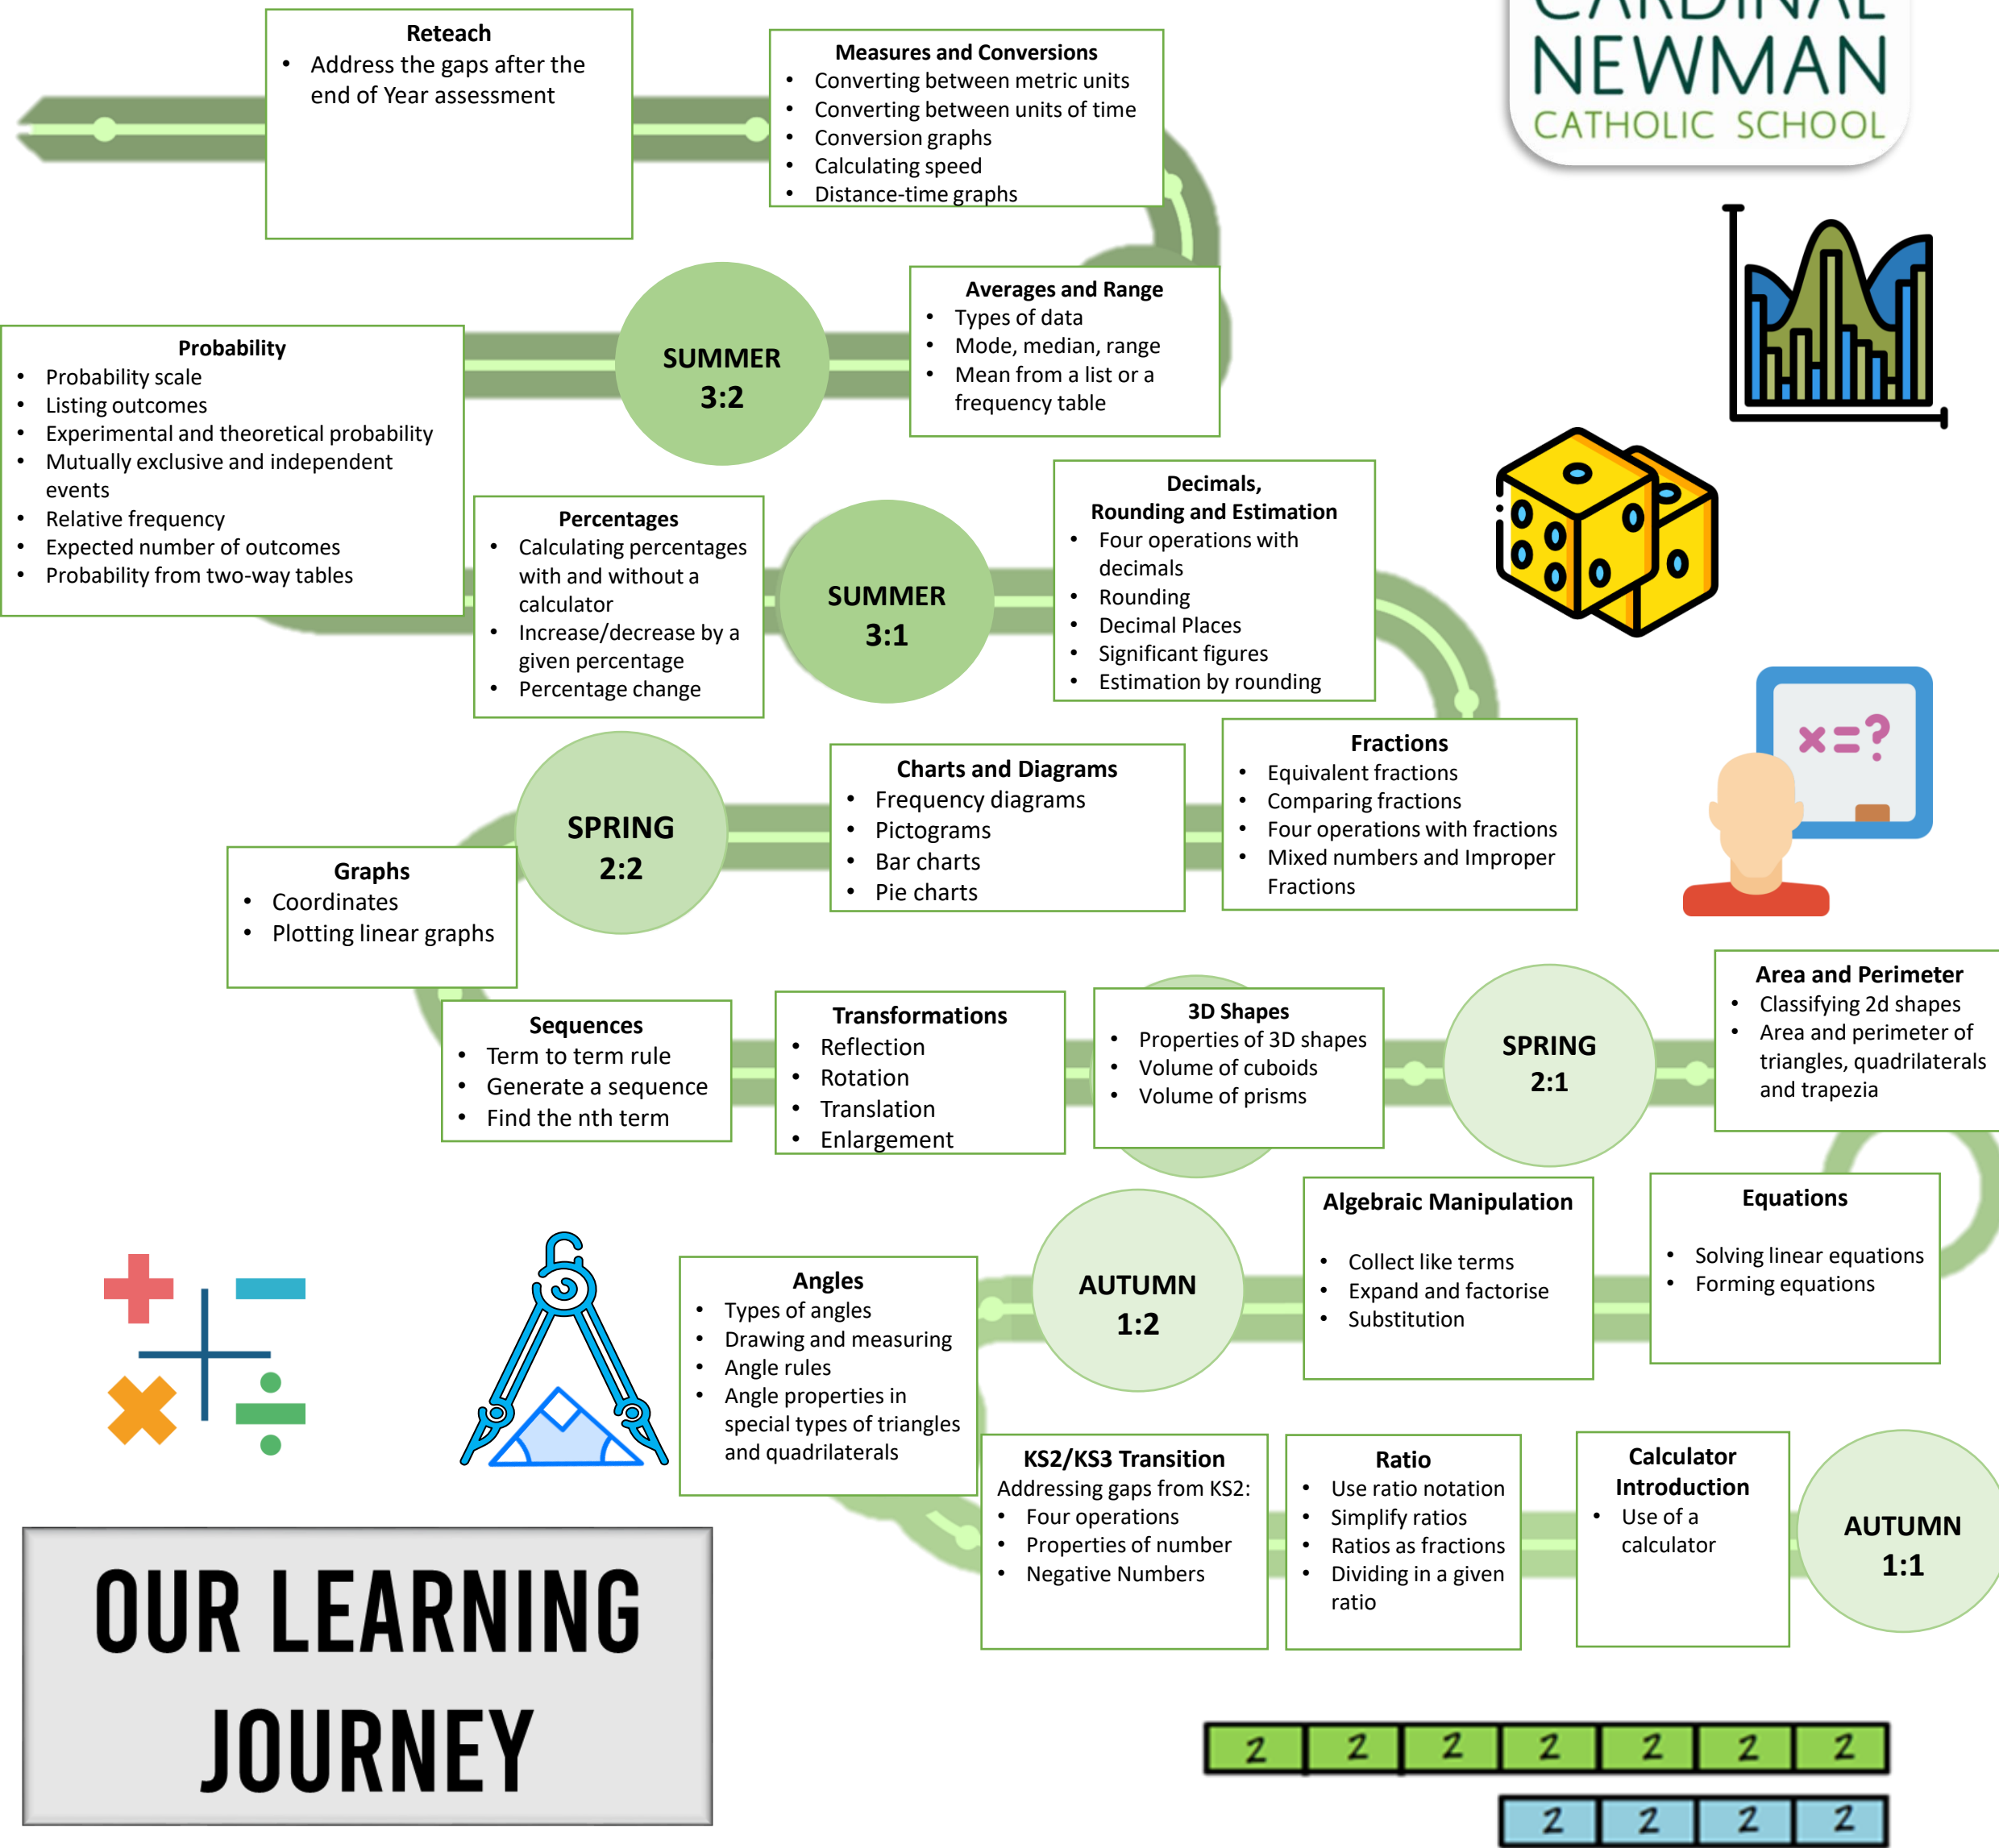 CARDINAL
NEWMAN
CATHOLIC SCHOOL
Reteach
• Address the gaps after the
end of Year assessment
Measures and Conversions
• Converting between metric units
• Converting between units of time
• Conversion graphs
• Calculating speed
• Distance-time graphs
Averages and Range
• Types of data
• Mode, median, range
• Mean from a list or a
frequency table
SUMMER
3:2
Probability
• Probability scale
• Listing outcomes
• Experimental and theoretical probability
• Mutually exclusive and independent
events
• Relative frequency
• Expected number of outcomes
• Probability from two-way tables
Percentages
• Calculating percentages
with and without a
calculator
• Increase/decrease by a
given percentage
• Percentage change
SUMMER
3:1
Decimals,
Rounding and Estimation
• Four operations with
decimals
• Rounding
• Decimal Places
• Significant figures
• Estimation by rounding
x=?
Fractions
• Equivalent fractions
• Comparing fractions
• Four operations with fractions
• Mixed numbers and Improper
Fractions
Charts and Diagrams
• Frequency diagrams
• Pictograms
• Bar charts
• Pie charts
SPRING
2:2
Graphs
• Coordinates
• Plotting linear graphs
Sequences
• Term to term rule
• Generate a sequence
• Find the nth term
Transformations
• Reflection
• Rotation
• Translation
• Enlargement
3D Shapes
• Properties of 3D shapes
• Volume of cuboids
• Volume of prisms
SPRING
2:1
Area and Perimeter
• Classifying 2d shapes
• Area and perimeter of
triangles, quadrilaterals
and trapezia
Equations
• Solving linear equations
• Forming equations
Algebraic Manipulation
• Collect like terms
• Expand and factorise
• Substitution
AUTUMN
1:2
Angles
• Types of angles
• Drawing and measuring
• Angle rules
• Angle properties in
special types of triangles
and quadrilaterals
KS2/KS3 Transition
Addressing gaps from KS2:
• Four operations
• Properties of number
• Negative Numbers
Ratio
• Use ratio notation
• Simplify ratios
• Ratios as fractions
• Dividing in a given
ratio
Calculator
Introduction
• Use of a
calculator
AUTUMN
1:1
OUR LEARNING
JOURNEY
2 2 2 2 2 2 2
2 2 2 2